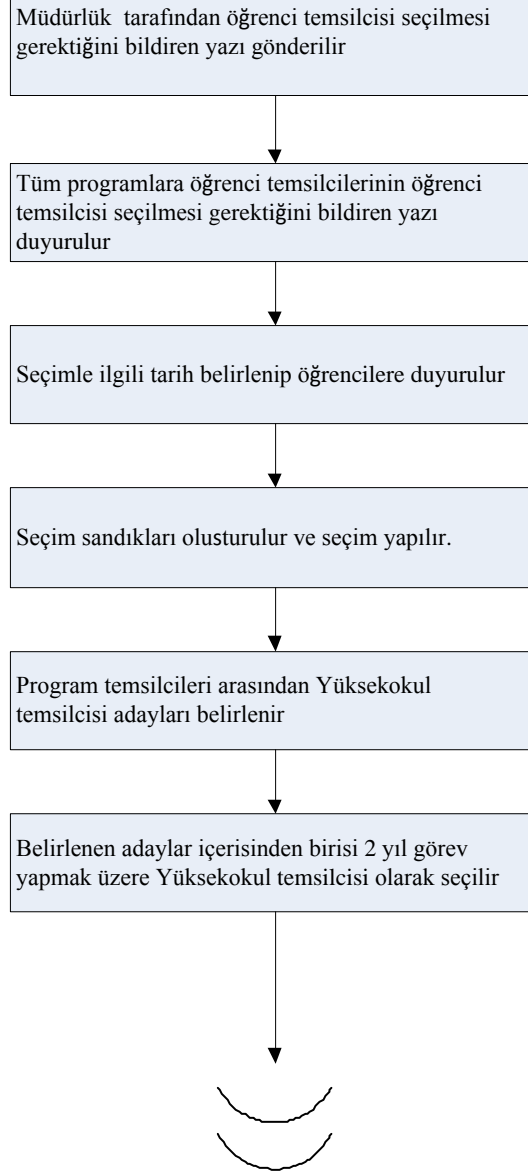 Müdürlük  tarafından öğrenci temsilcisi seçilmesi
gerektiğini bildiren yazı gönderilir
Tüm programlara öğrenci temsilcilerinin öğrenci
temsilcisi seçilmesi gerektiğini bildiren yazı
duyurulur
Seçimle ilgili tarih belirlenip öğrencilere duyurulur
Seçim sandıkları olusturulur ve seçim yapılır.
Program temsilcileri arasından Yüksekokul
temsilcisi adayları belirlenir
Belirlenen adaylar içerisinden birisi 2 yıl görev
yapmak üzere Yüksekokul temsilcisi olarak seçilir